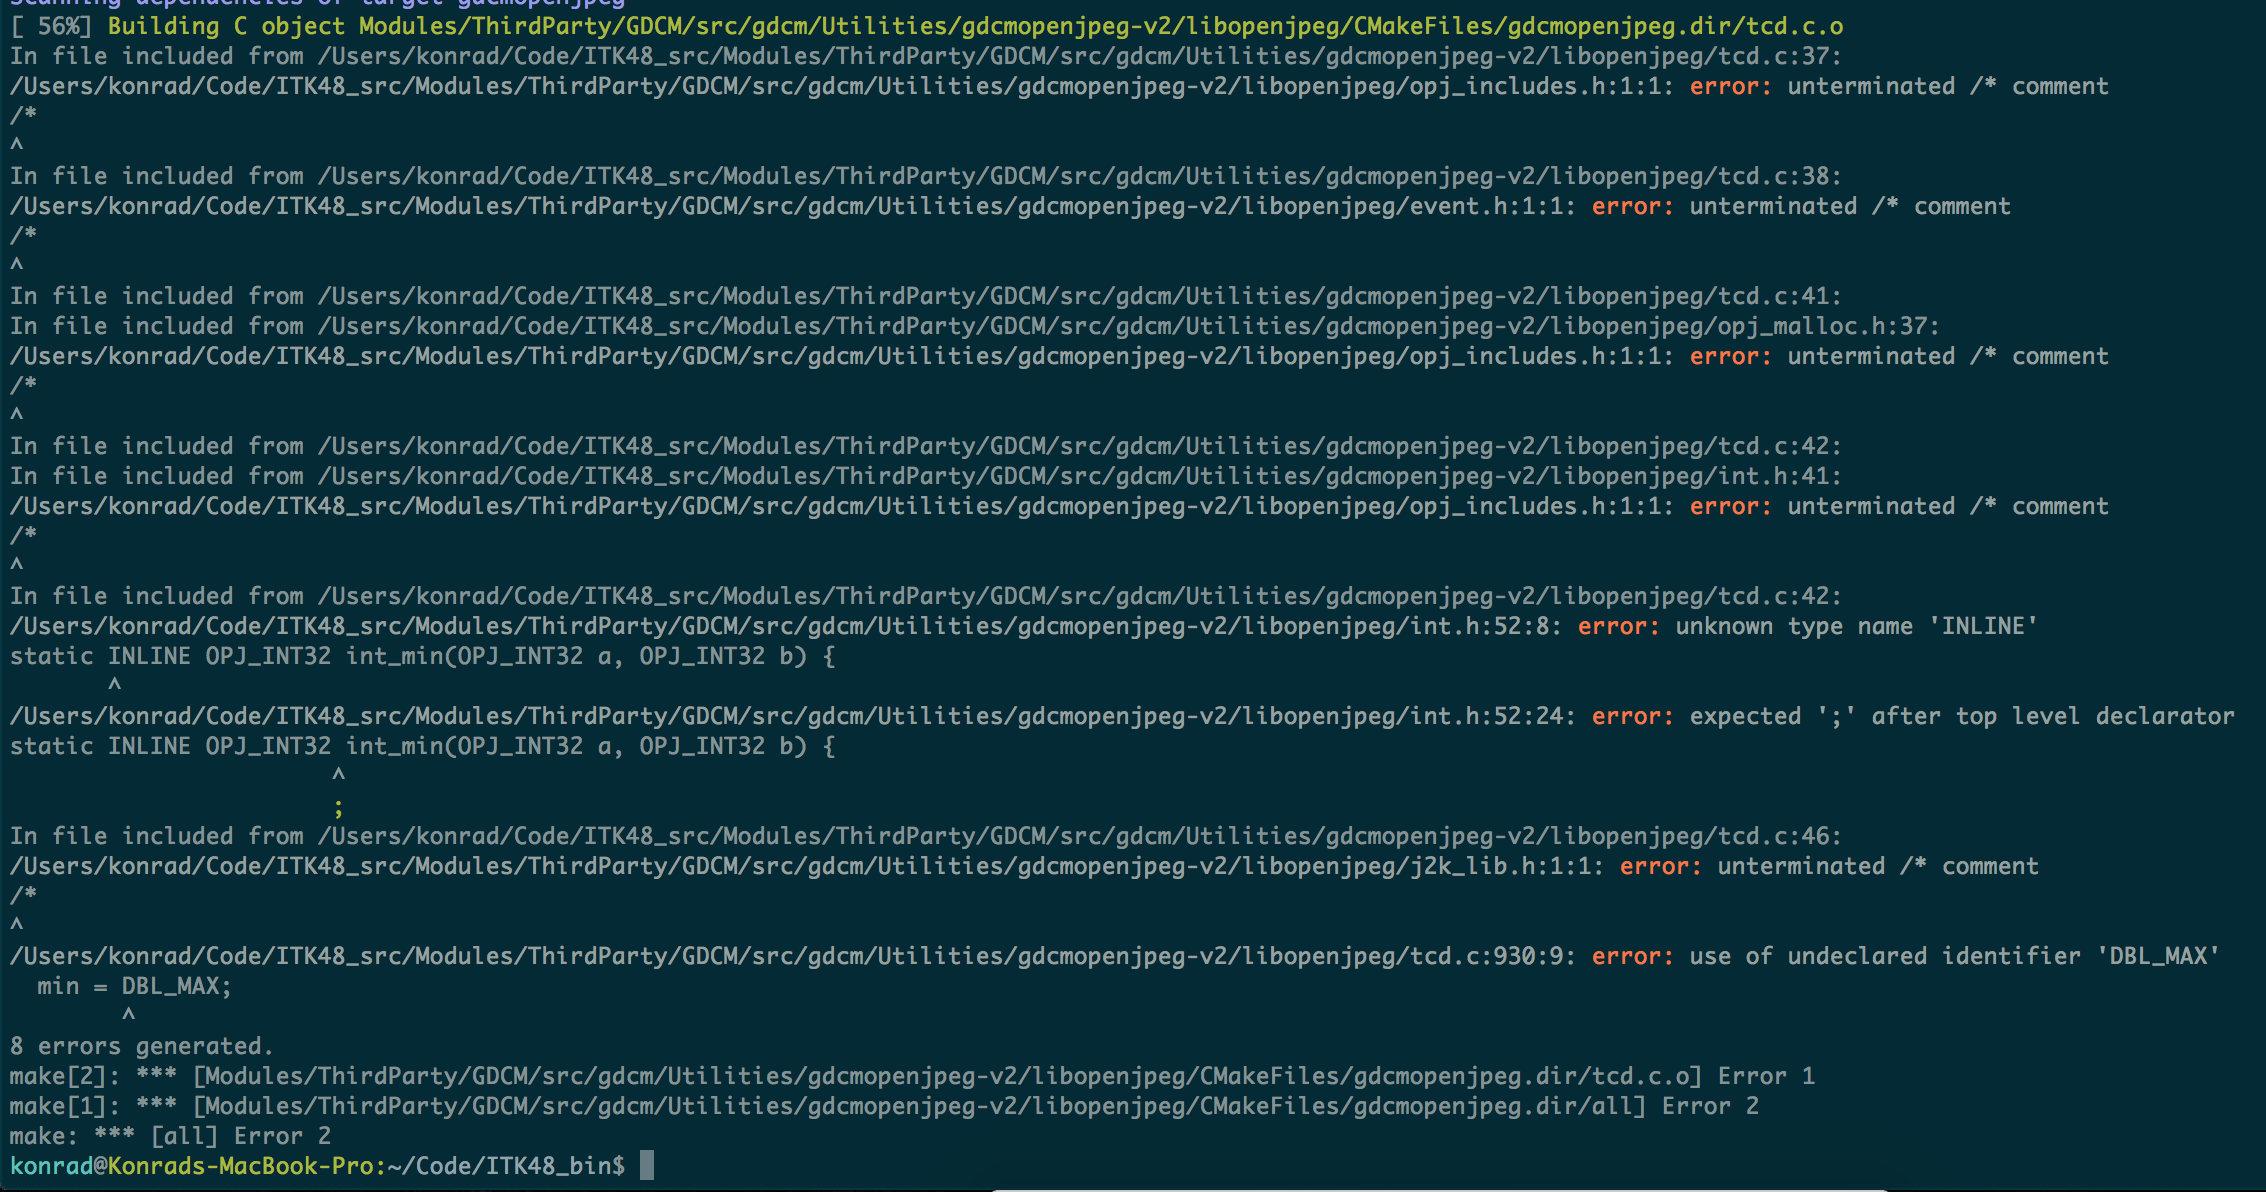 Scanning dependencies of target gdcmopenjpeg
[ 56%] Building C object Modules/ThirdParty/GDCM/src/gdcm/Utilities/gdcmopenjpeg-v2/libopenjpeg/CMakeFiles/gdcmopenjpeg.dir/tcd.c.o
In file included from /Users/konrad/Code/ITK48_src/Modules/ThirdParty/GDCM/src/gdcm/Utilities/gdcmopenjpeg-v2/libopenjpeg/tcd.c:37:
/Users/konrad/Code/ITK48_src/Modules/ThirdParty/GDCM/src/gdcm/Utilities/gdcmopenjpeg-v2/libopenjpeg/opj_includes.h:1:1: error: unterminated /* comment
/*
^
In file included from /Users/konrad/Code/ITK48_src/Modules/ThirdParty/GDCM/src/gdcm/Utilities/gdcmopenjpeg-v2/libopenjpeg/tcd.c:38:
/Users/konrad/Code/ITK48_src/Modules/ThirdParty/GDCM/src/gdcm/Utilities/gdcmopenjpeg-v2/libopenjpeg/event.h:1:1: error: unterminated /* comment
/*
^
In file included from /Users/konrad/Code/ITK48_src/Modules/ThirdParty/GDCM/src/gdcm/Utilities/gdcmopenjpeg-v2/libopenjpeg/tcd.c:41:
In file included from /Users/konrad/Code/ITK48_src/Modules/ThirdParty/GDCM/src/gdcm/Utilities/gdcmopenjpeg-v2/libopenjpeg/opj_malloc.h:37:
/Users/konrad/Code/ITK48_src/Modules/ThirdParty/GDCM/src/gdcm/Utilities/gdcmopenjpeg-v2/libopenjpeg/opj_includes.h:1:1: error: unterminated /* comment
/*
^
In file included from /Users/konrad/Code/ITK48_src/Modules/ThirdParty/GDCM/src/gdcm/Utilities/gdcmopenjpeg-v2/libopenjpeg/tcd.c:42:
In file included from /Users/konrad/Code/ITK48_src/Modules/ThirdParty/GDCM/src/gdcm/Utilities/gdcmopenjpeg-v2/libopenjpeg/int.h:41:
/Users/konrad/Code/ITK48_src/Modules/ThirdParty/GDCM/src/gdcm/Utilities/gdcmopenjpeg-v2/libopenjpeg/opj_includes.h:1:1: error: unterminated /* comment
/*
^
In file included from /Users/konrad/Code/ITK48_src/Modules/ThirdParty/GDCM/src/gdcm/Utilities/gdcmopenjpeg-v2/libopenjpeg/tcd.c:42:
/Users/konrad/Code/ITK48_src/Modules/ThirdParty/GDCM/src/gdcm/Utilities/gdcmopenjpeg-v2/libopenjpeg/int.h:52:8: error: unknown type name 'INLINE'
static INLINE OPJ_INT32 int_min(OPJ_INT32 a, OPJ_INT32 b) {
       ^
/Users/konrad/Code/ITK48_src/Modules/ThirdParty/GDCM/src/gdcm/Utilities/gdcmopenjpeg-v2/libopenjpeg/int.h:52:24: error: expected ';' after top level declarator
static INLINE OPJ_INT32 int_min(OPJ_INT32 a, OPJ_INT32 b) {
                       ^
                       ;
In file included from /Users/konrad/Code/ITK48_src/Modules/ThirdParty/GDCM/src/gdcm/Utilities/gdcmopenjpeg-v2/libopenjpeg/tcd.c:46:
/Users/konrad/Code/ITK48_src/Modules/ThirdParty/GDCM/src/gdcm/Utilities/gdcmopenjpeg-v2/libopenjpeg/j2k_lib.h:1:1: error: unterminated /* comment
/*
^
/Users/konrad/Code/ITK48_src/Modules/ThirdParty/GDCM/src/gdcm/Utilities/gdcmopenjpeg-v2/libopenjpeg/tcd.c:930:9: error: use of undeclared identifier 'DBL_MAX'
  min = DBL_MAX;
        ^
8 errors generated.
make[2]: *** [Modules/ThirdParty/GDCM/src/gdcm/Utilities/gdcmopenjpeg-v2/libopenjpeg/CMakeFiles/gdcmopenjpeg.dir/tcd.c.o] Error 1
make[1]: *** [Modules/ThirdParty/GDCM/src/gdcm/Utilities/gdcmopenjpeg-v2/libopenjpeg/CMakeFiles/gdcmopenjpeg.dir/all] Error 2
make: *** [all] Error 2
konrad@Konrads-MacBook-Pro:~/Code/ITK48_bin$